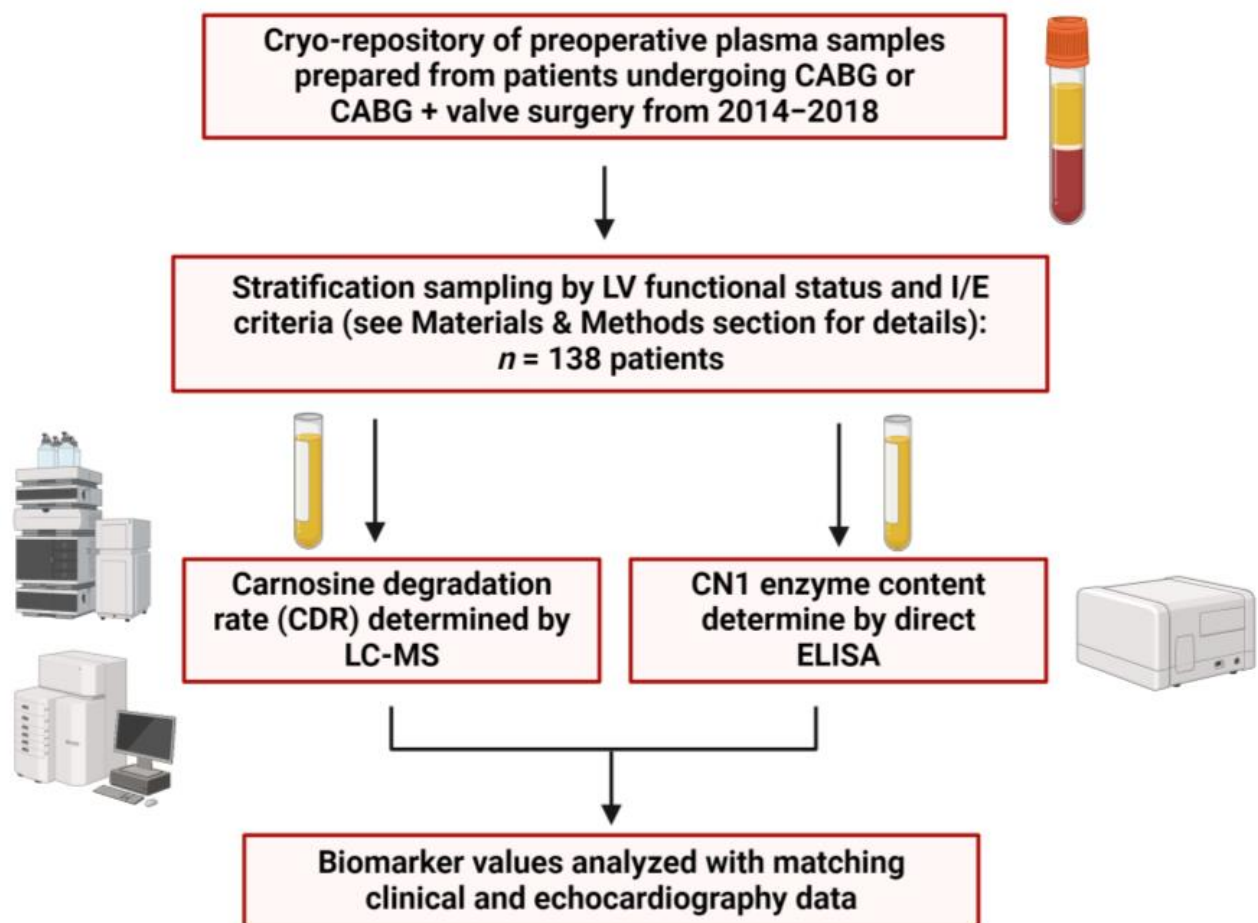 Cryo-repository of preoperative plasma samples
prepared from patients undergoing CABG or
CABG + valve surgery from 2014–2018
Stratification sampling by LV functional status and I/E
criteria (see Materials & Methods section for details):
n = 138 patients
Carnosine degradation
rate (CDR) determined by
LC-MS
CN1 enzyme content
determine by direct
ELISA
Biomarker values analyzed with matching
clinical and echocardiography data